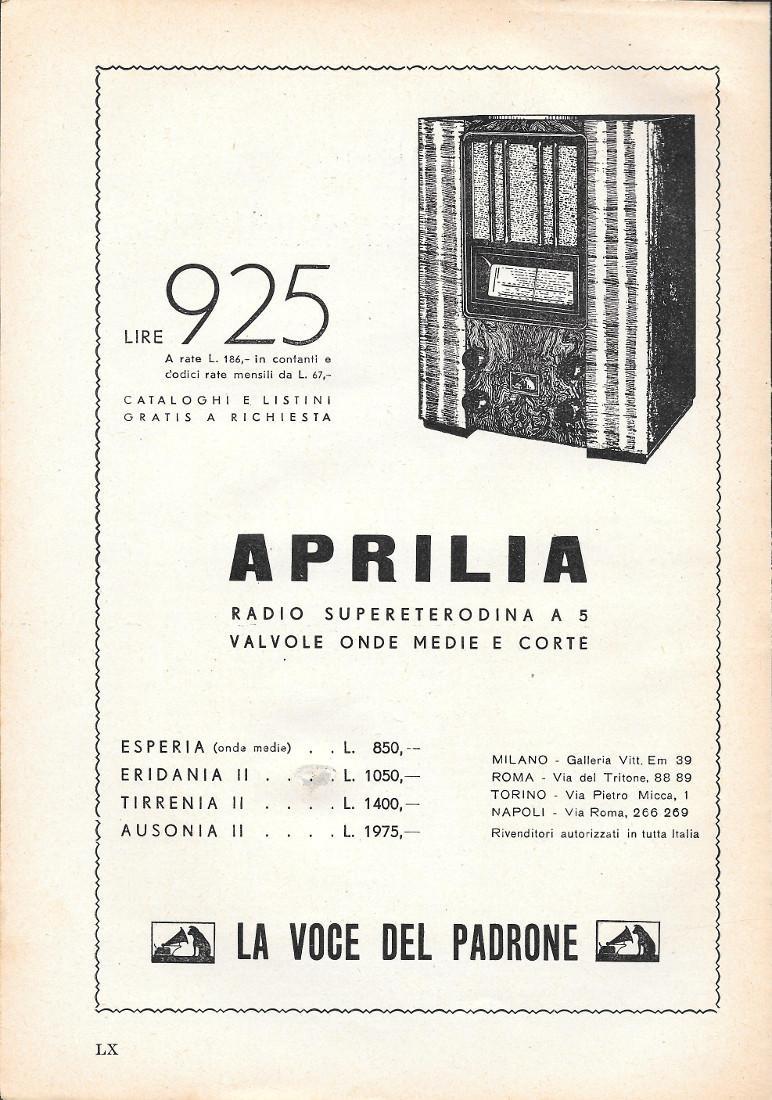 LIRE 925
A rate L. 186,- in contanti e
dodici rate mensili da L. 67,-
CATALOGHI E LISTINI
GRATIS A RICHIESTA
APRILIA
RADIO SUPERETERODINA A 5
VALVOLE ONDE MEDIE E CORTE
ESPERIA (onde medie) . . L. 850,--
ERIDANIA II . . . . L. 1050,—
TIRRENIA II . . . . L. 1400,—
AUSONIA II . . . . L. 1975,—
MILANO - Galleria Vitt. Em 39
ROMA - Via del Tritone, 88 89
TORINO - Via Pietro Micca, 1
NAPOLI - Via Roma, 266 269
Rivenditori autorizzati in tutta Italia
LA VOCE DEL PADRONE
LX